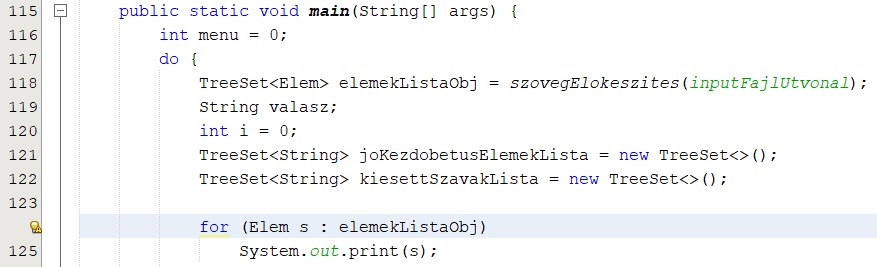 115 public static void main(String[] args) {
116 int menu = 0;
117 do {
118 TreeSet<Elem> elemekListaObj = szovegElokeszites(inputFajlUtvonal);
119 String valasz;
120 int i = 0;
121 TreeSet<String> joKezdobetusElemekLista = new TreeSet<>();
122 TreeSet<String> kiesettSzavakLista = new TreeSet<>();
123
for (Elem s : elemekListaObj)
125 System.out.print(s);